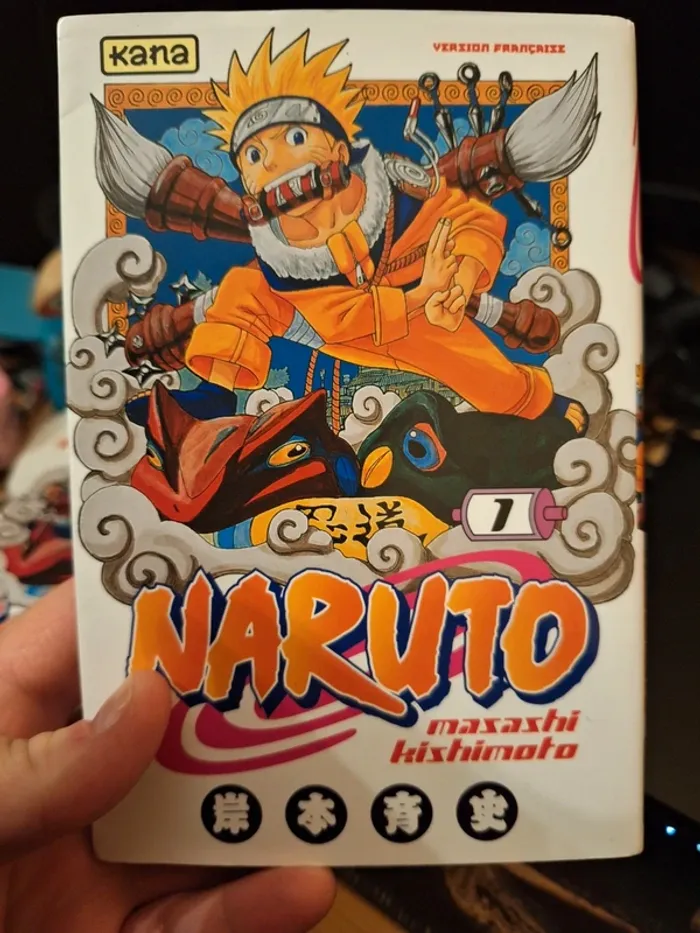 Kana
VERSION FRANÇAISE
1
NARUTO
masashi
kishimoto
岸本斉史